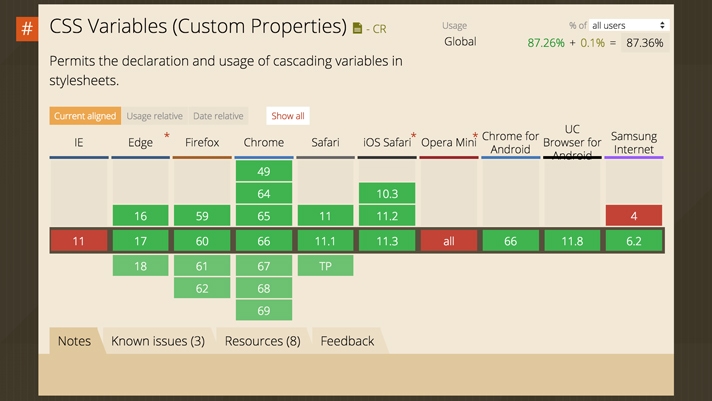 #
CSS Variables (Custom Properties) - CR
Usage % of all users
Global 87.26% + 0.1% = 87.36%
Permits the declaration and usage of cascading variables in
stylesheets.
Current aligned Usage relative Date relative Show all
IE Edge * Firefox Chrome Safari iOS Safari * Opera Mini * Chrome for Android UC Browser for Android Samsung Internet
49
64 10.3
16 59 65 11 11.2 4
11 17 60 66 11.1 11.3 all 66 11.8 6.2
18 61 67 TP
62 68
69
Notes Known issues (3) Resources (8) Feedback